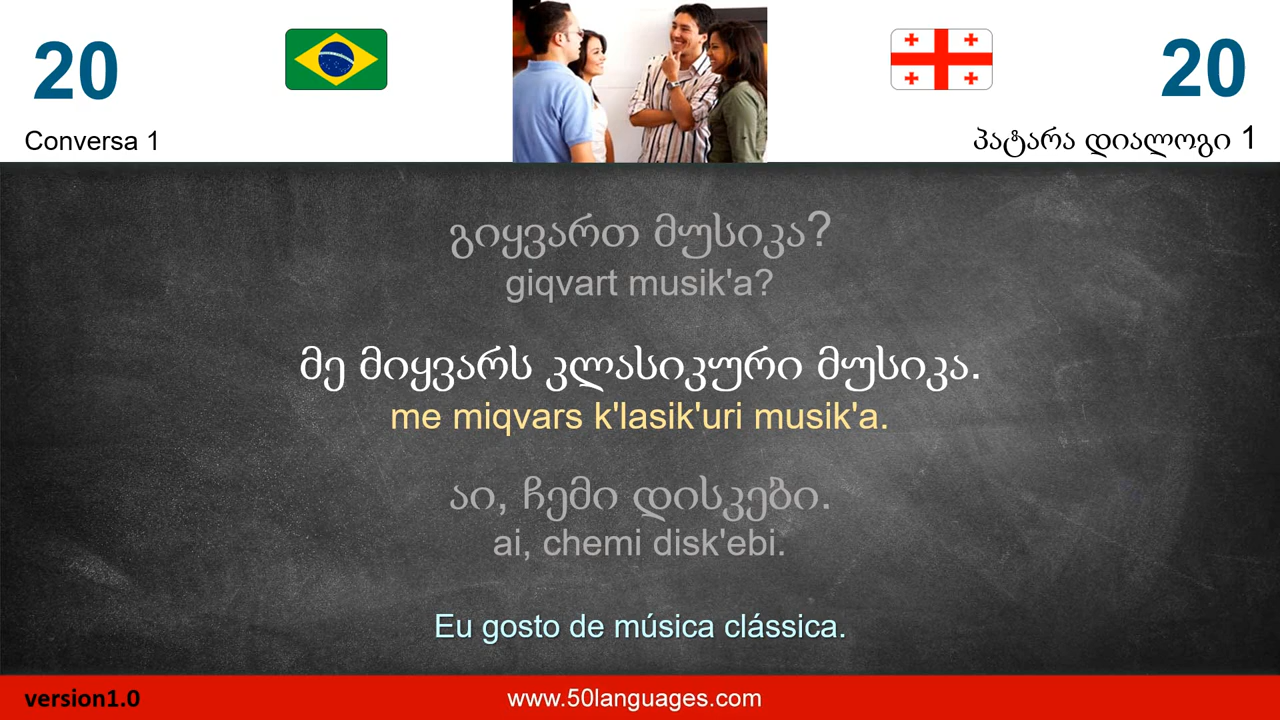 20
20
Conversa 1
პატარა დიალოგი 1
გიყვართ მუსიკა?
giqvart musik'a?
მე მიყვარს კლასიკური მუსიკა.
me miqvars k'lasik'uri musik'a.
აი, ჩემი დისკები.
ai, chemi disk'ebi.
Eu gosto de música clássica.
version1.0
www.50languages.com